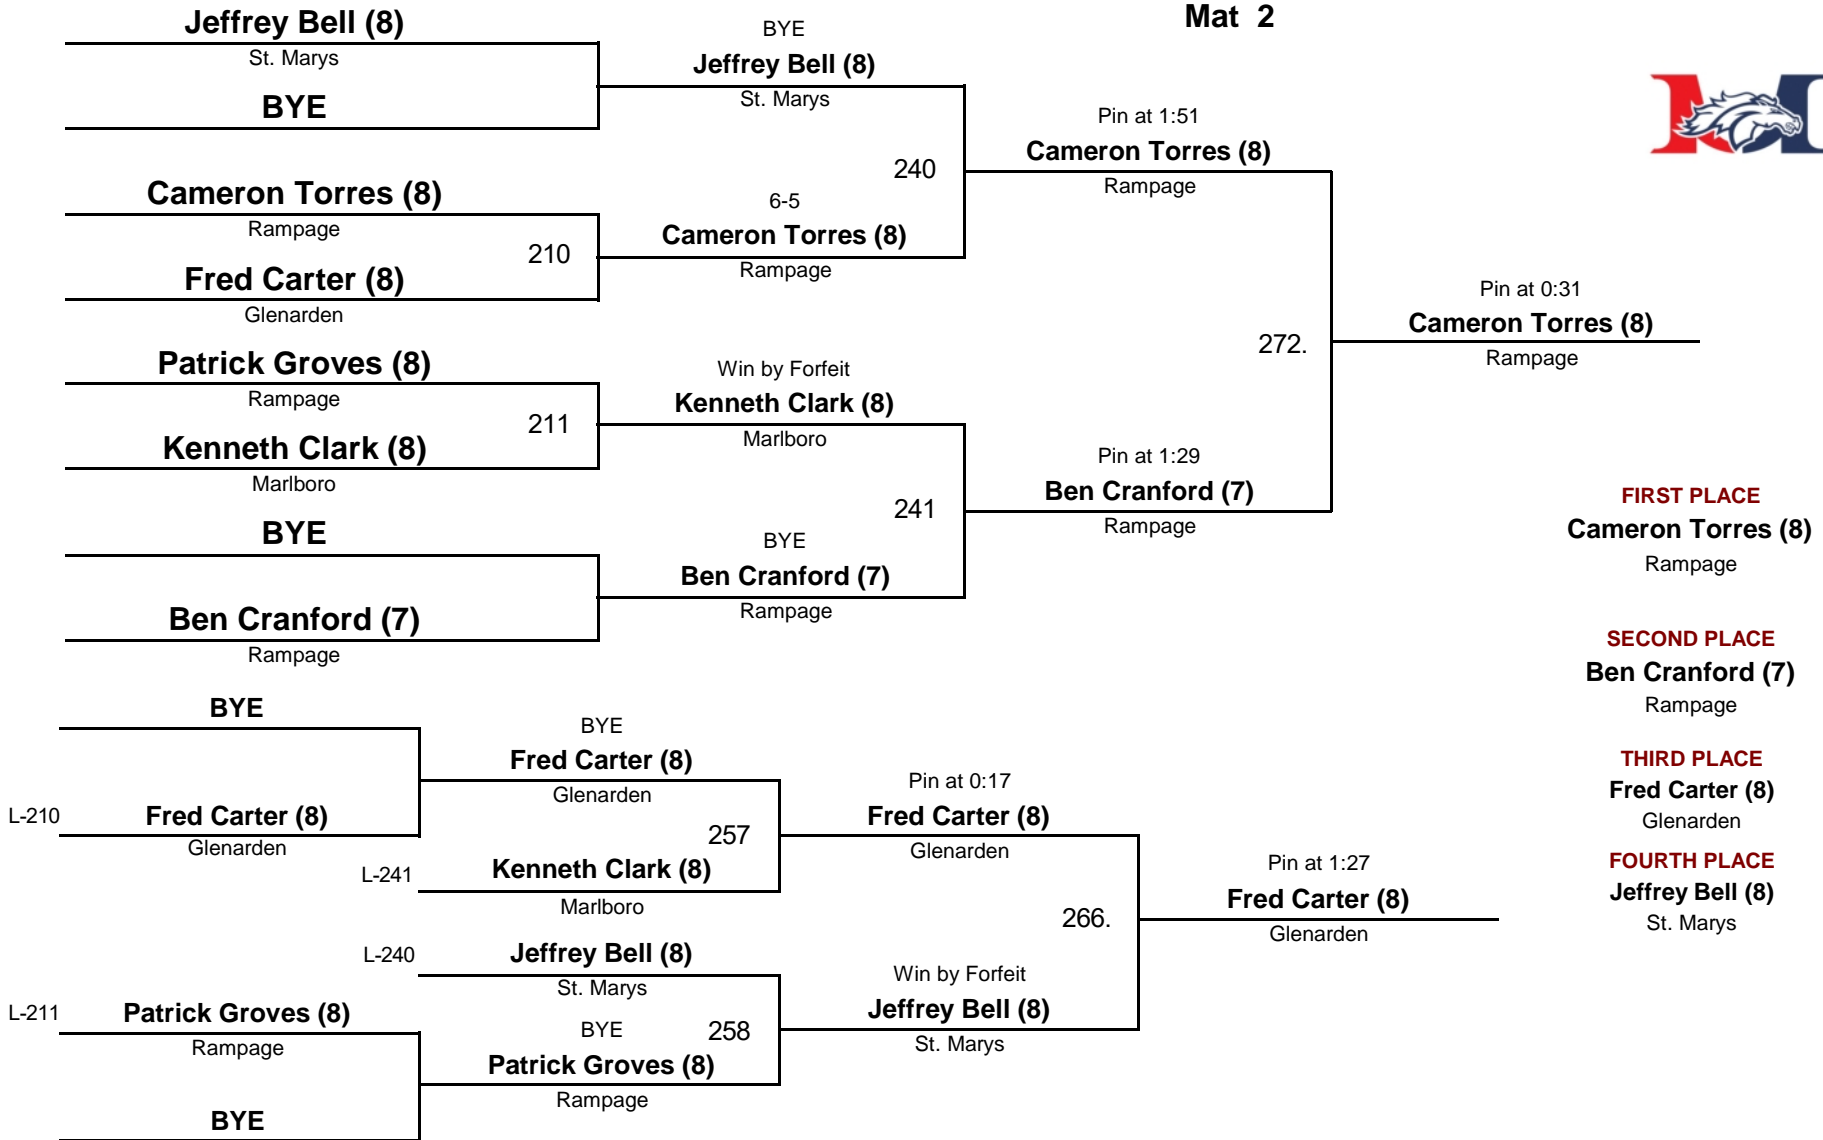 Mat 2
Jeffrey Bell (8)
St. Marys
BYE
Cameron Torres (8)
Rampage
210
Fred Carter (8)
Glenarden
Patrick Groves (8)
Rampage
211
Kenneth Clark (8)
Marlboro
BYE
Ben Cranford (7)
Rampage
BYE
Jeffrey Bell (8)
St. Marys
240
6-5
Cameron Torres (8)
Rampage
Win by Forfeit
Kenneth Clark (8)
Marlboro
241
BYE
Ben Cranford (7)
Rampage
Pin at 1:51
Cameron Torres (8)
Rampage
272.
Pin at 1:29
Ben Cranford (7)
Rampage
Pin at 0:31
Cameron Torres (8)
Rampage
FIRST PLACE
Cameron Torres (8)
Rampage
SECOND PLACE
Ben Cranford (7)
Rampage
THIRD PLACE
Fred Carter (8)
Glenarden
FOURTH PLACE
Jeffrey Bell (8)
St. Marys
BYE
L-210
Fred Carter (8)
Glenarden
L-211
Patrick Groves (8)
Rampage
BYE
BYE
Fred Carter (8)
Glenarden
257
L-241
Kenneth Clark (8)
Marlboro
L-240
Jeffrey Bell (8)
St. Marys
BYE
258
Patrick Groves (8)
Rampage
Pin at 0:17
Fred Carter (8)
Glenarden
266.
Win by Forfeit
Jeffrey Bell (8)
St. Marys
Pin at 1:27
Fred Carter (8)
Glenarden